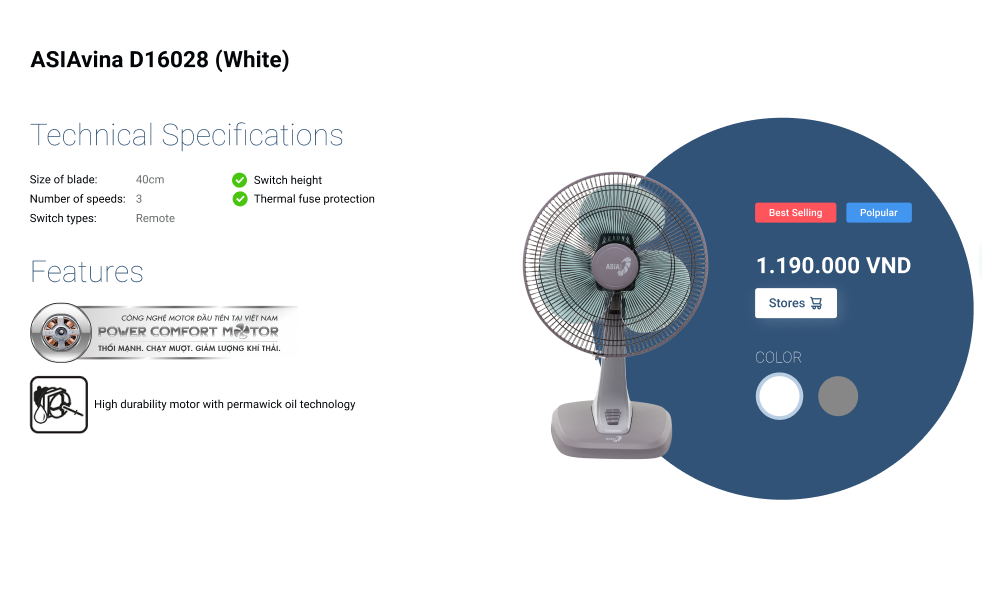 ASIAvina D16028 (White)
Technical Specifications
Size of blade: 40cm
Number of speeds: 3
Switch types: Remote
Switch height
Thermal fuse protection
Features
CÔNG NGHỆ MOTOR ĐẦU TIÊN TẠI VIỆT NAM
POWER COMFORT MOTOR
THỔI MẠNH. CHẠY MƯỢT. GIẢM LƯỢNG KHÍ THẢI.
High durability motor with permawick oil technology
ASIA
Best Selling
Polpular
1.190.000 VND
Stores
COLOR